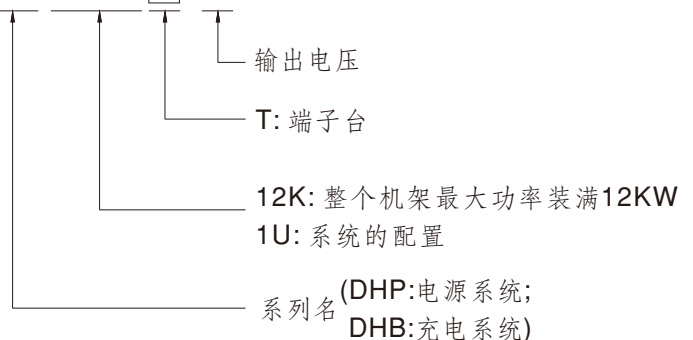 输出电压
T: 端子台
12K: 整个机架最大功率装满12KW
1U: 系统的配置
系列名(DHP:电源系统;
DHB:充电系统)